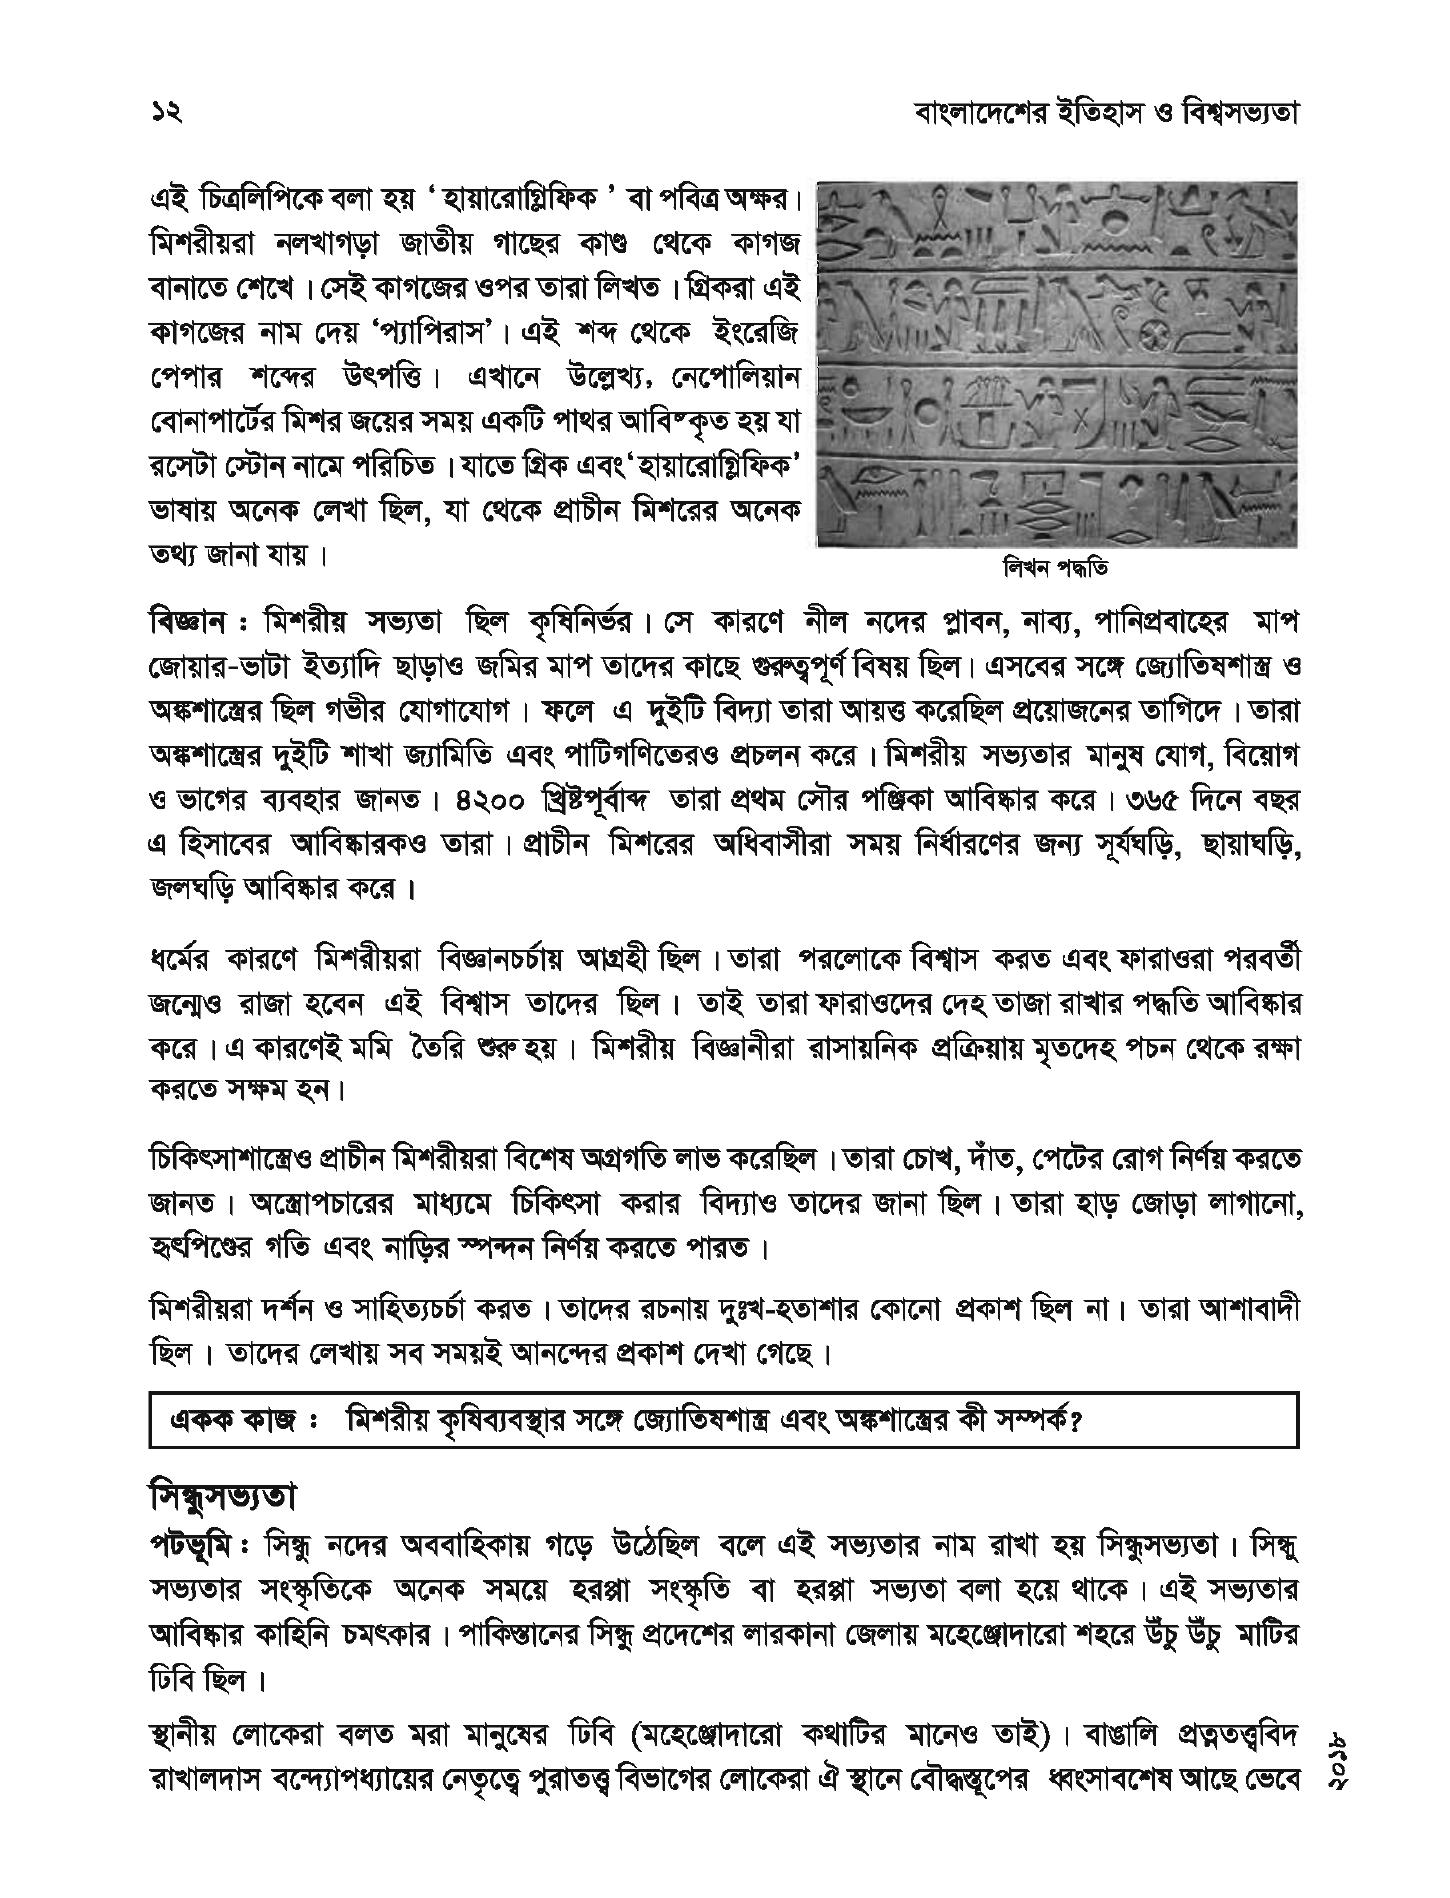 ১২
বাংলাদেশের ইতিহাস ও বিশ্বসভ্যতা
এই চিত্রলিপিকে বলা হয় ‘ হায়ারোগ্লিফিক ’ বা পবিত্র অক্ষর।
মিশরীয়রা নলখাগড়া জাতীয় গাছের কাণ্ড থেকে কাগজ
বানাতে শেখে । সেই কাগজের ওপর তারা লিখত । গ্রিকরা এই
কাগজের নাম দেয় ‘প্যাপিরাস’। এই শব্দ থেকে ইংরেজি
পেপার শব্দের উৎপত্তি। এখানে উল্লেখ্য, নেপোলিয়ান
বোনাপার্টের মিশর জয়ের সময় একটি পাথর আবিষ্কৃত হয় যা
রসেটা স্টোন নামে পরিচিত । যাতে গ্রিক এবং‘হায়ারোগ্লিফিক’
ভাষায় অনেক লেখা ছিল, যা থেকে প্রাচীন মিশরের অনেক
তথ্য জানা যায় ।
লিখন পদ্ধতি
বিজ্ঞান : মিশরীয় সভ্যতা ছিল কৃষিনির্ভর। সে কারণে নীল নদের প্লাবন, নাব্য, পানিপ্রবাহের মাপ
জোয়ার-ভাটা ইত্যাদি ছাড়াও জমির মাপ তাদের কাছে গুরুত্বপূর্ণ বিষয় ছিল। এসবের সঙ্গে জ্যোতিষশাস্ত্র ও
অঙ্কশাস্ত্রের ছিল গভীর যোগাযোগ । ফলে এ দুইটি বিদ্যা তারা আয়ত্ত করেছিল প্রয়োজনের তাগিদে । তারা
অঙ্কশাস্ত্রের দুইটি শাখা জ্যামিতি এবং পাটিগণিতেরও প্রচলন করে । মিশরীয় সভ্যতার মানুষ যোগ, বিয়োগ
ও ভাগের ব্যবহার জানত । ৪২০০ খ্রিষ্টপূর্বাব্দ তারা প্রথম সৌর পঞ্জিকা আবিষ্কার করে । ৩৬৫ দিনে বছর
এ হিসাবের আবিষ্কারকও তারা । প্রাচীন মিশরের অধিবাসীরা সময় নির্ধারণের জন্য সূর্যঘড়ি, ছায়াঘড়ি,
জলঘড়ি আবিষ্কার করে ।
ধর্মের কারণে মিশরীয়রা বিজ্ঞানচর্চায় আগ্রহী ছিল । তারা পরলোকে বিশ্বাস করত এবং ফারাওরা পরবর্তী
জন্মেও রাজা হবেন এই বিশ্বাস তাদের ছিল । তাই তারা ফারাওদের দেহ তাজা রাখার পদ্ধতি আবিষ্কার
করে । এ কারণেই মমি তৈরি শুরু হয় । মিশরীয় বিজ্ঞানীরা রাসায়নিক প্রক্রিয়ায় মৃতদেহ পচন থেকে রক্ষা
করতে সক্ষম হন।
চিকিৎসাশাস্ত্রেও প্রাচীন মিশরীয়রা বিশেষ অগ্রগতি লাভ করেছিল । তারা চোখ, দাঁত, পেটের রোগ নির্ণয় করতে
জানত । অস্ত্রোপচারের মাধ্যমে চিকিৎসা করার বিদ্যাও তাদের জানা ছিল । তারা হাড় জোড়া লাগানো,
হৃৎপিণ্ডের গতি এবং নাড়ির স্পন্দন নির্ণয় করতে পারত ।
মিশরীয়রা দর্শন ও সাহিত্যচর্চা করত । তাদের রচনায় দুঃখ-হতাশার কোনো প্রকাশ ছিল না। তারা আশাবাদী
ছিল । তাদের লেখায় সব সময়ই আনন্দের প্রকাশ দেখা গেছে ।
একক কাজ : মিশরীয় কৃষিব্যবস্থার সঙ্গে জ্যোতিষশাস্ত্র এবং অঙ্কশাস্ত্রের কী সম্পর্ক?
সিন্ধুসভ্যতা
পটভূমি : সিন্ধু নদের অববাহিকায় গড়ে উঠেছিল বলে এই সভ্যতার নাম রাখা হয় সিন্ধুসভ্যতা । সিন্ধু
সভ্যতার সংস্কৃতিকে অনেক সময়ে হরপ্পা সংস্কৃতি বা হরপ্পা সভ্যতা বলা হয়ে থাকে । এই সভ্যতার
আবিষ্কার কাহিনি চমৎকার । পাকিস্তানের সিন্ধু প্রদেশের লারকানা জেলায় মহেঞ্জোদারো শহরে উঁচু উঁচু মাটির
ঢিবি ছিল ।
স্থানীয় লোকেরা বলত মরা মানুষের ঢিবি (মহেঞ্জোদারো কথাটির মানেও তাই) । বাঙালি প্রত্নতত্ত্ববিদ
রাখালদাস বন্দ্যোপধ্যায়ের নেতৃত্বে পুরাতত্ত্ব বিভাগের লোকেরা ঐ স্থানে বৌদ্ধস্তূপের ধ্বংসাবশেষ আছে ভেবে
২০১৮